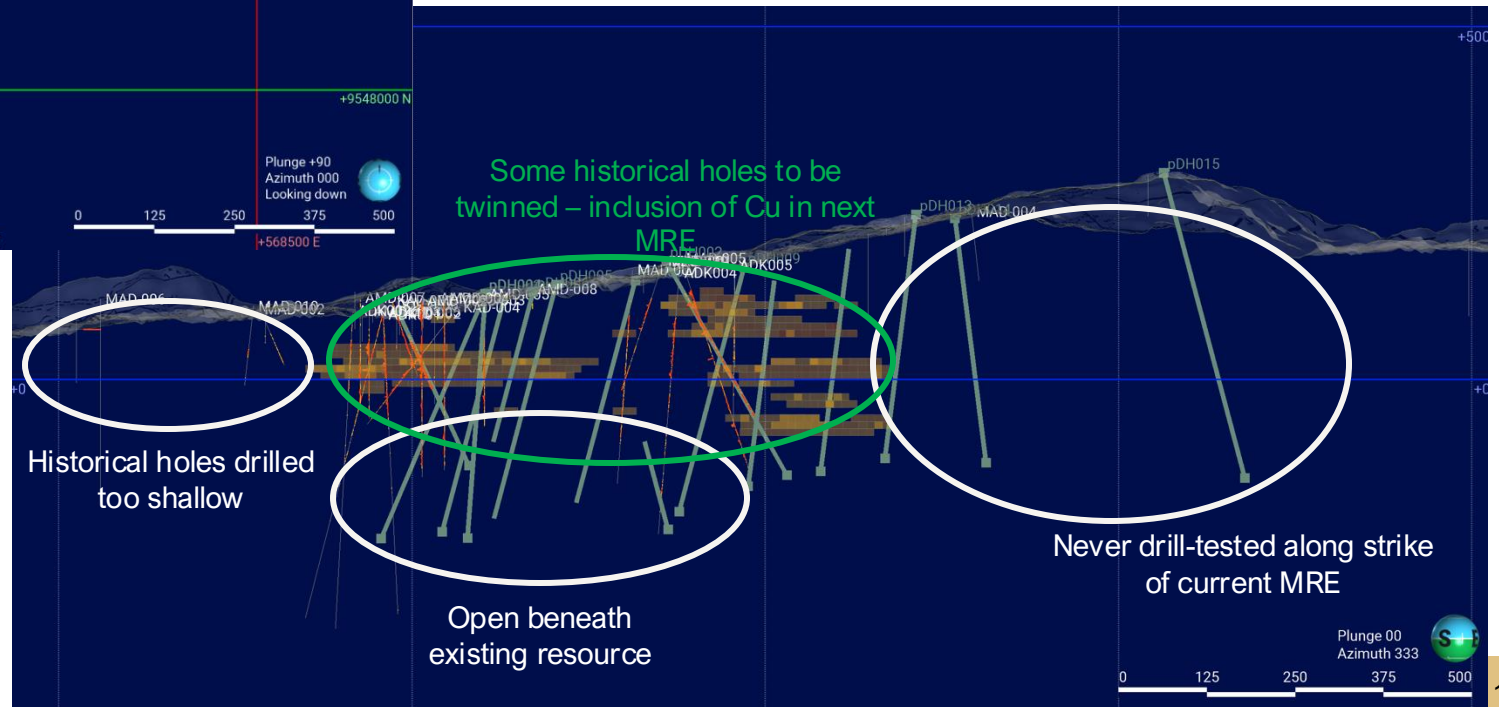 +9548000 N
Plunge +90
Azimuth 000
Looking down
0 125 250 375 500
+568500 E
+500
Some historical holes to be
twinned – inclusion of Cu in next
MRE
pDH015
pDH013
MAD-004
ADK005
ADK004
AMD-008
KAD-004
MAD-006
MAD-010
MAD-002
+0
Historical holes drilled
too shallow
Open beneath
existing resource
Never drill-tested along strike
of current MRE
Plunge 00
Azimuth 333
S
0 125 250 375 500